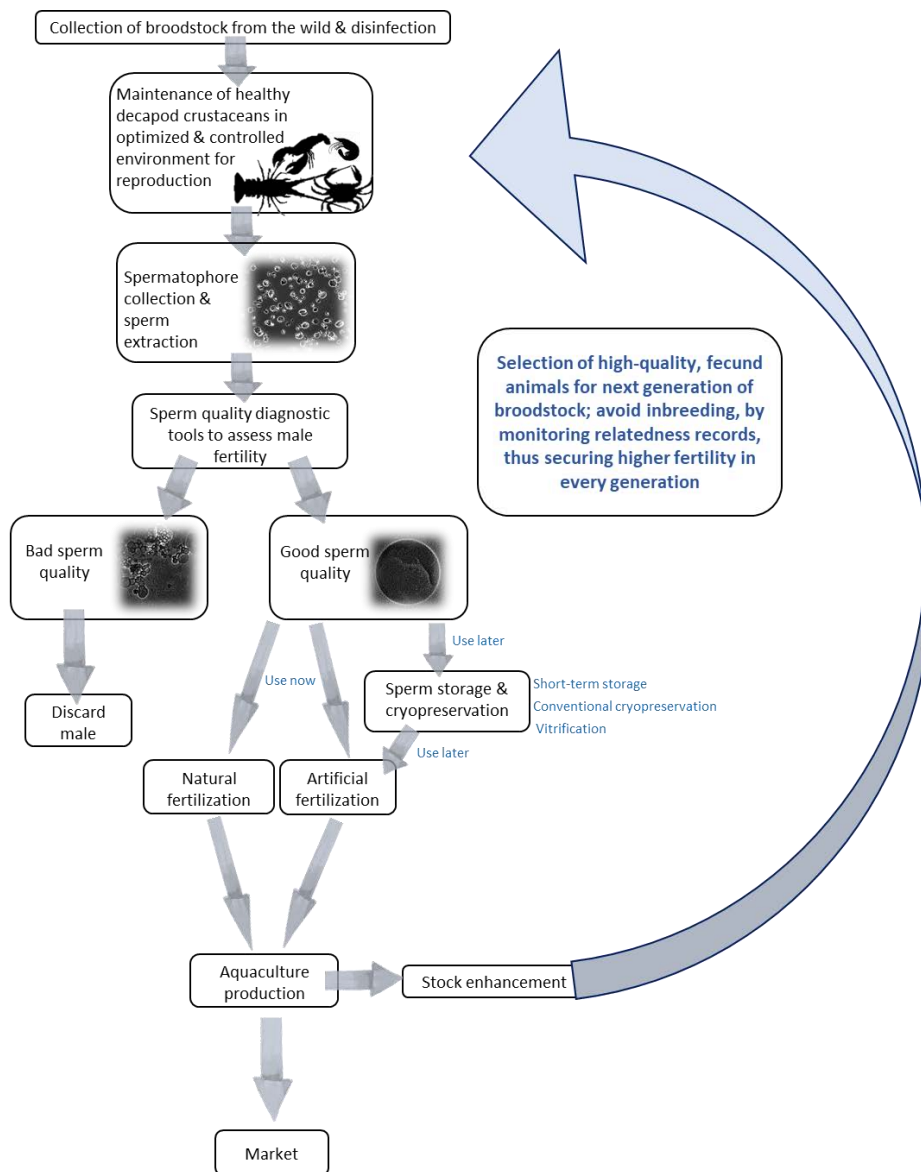 Collection of broodstock from the wild & disinfection
Maintenance of healthy
decapod crustaceans in
optimized & controlled
environment for
reproduction
Spermatophore
collection &
sperm
extraction
Sperm quality diagnostic
tools to assess male
fertility
Selection of high-quality, fecund
animals for next generation of
broodstock; avoid inbreeding, by
monitoring relatedness records,
thus securing higher fertility in
every generation
Bad sperm
quality
Good sperm
quality
Use later
Use now
Discard
male
Sperm storage &
cryopreservation
Short-term storage
Conventional cryopreservation
Vitrification
Use later
Natural
fertilization
Artificial
fertilization
Aquaculture
production
Stock enhancement
Market